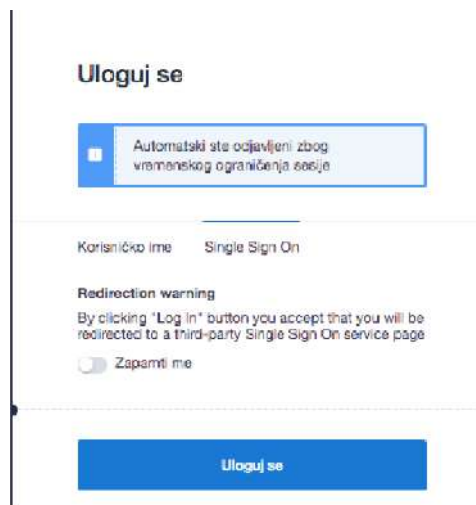 Uloguj se
Automatski ste odjavljeni zbog
vremenskog ograničenja sesije
Korisničko ime Single Sign On
Redirection warning
By clicking "Log In" button you accept that you will be
redirected to a third-party Single Sign On service page
Zapamti me
Uloguj se